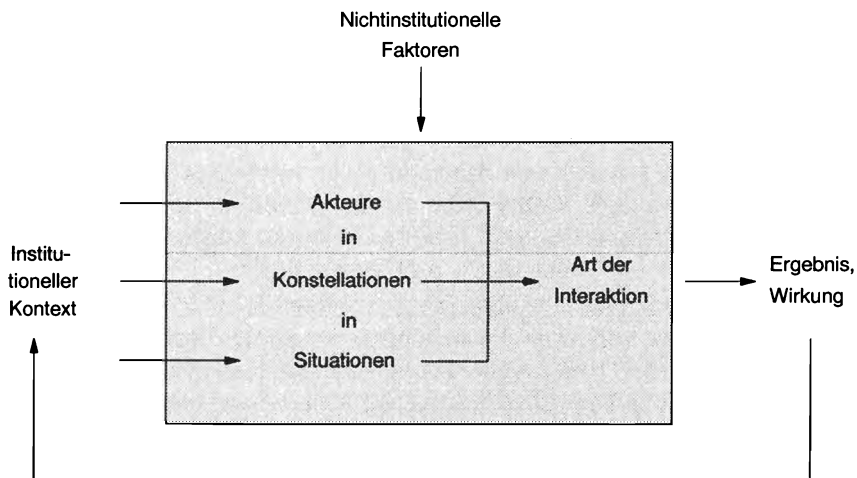 Nichtinstitutionelle
Faktoren
Akteure
in
Institu-
tioneller
Kontext
Konstellationen
in
Situationen
Art der
Interaktion
Ergebnis,
Wirkung